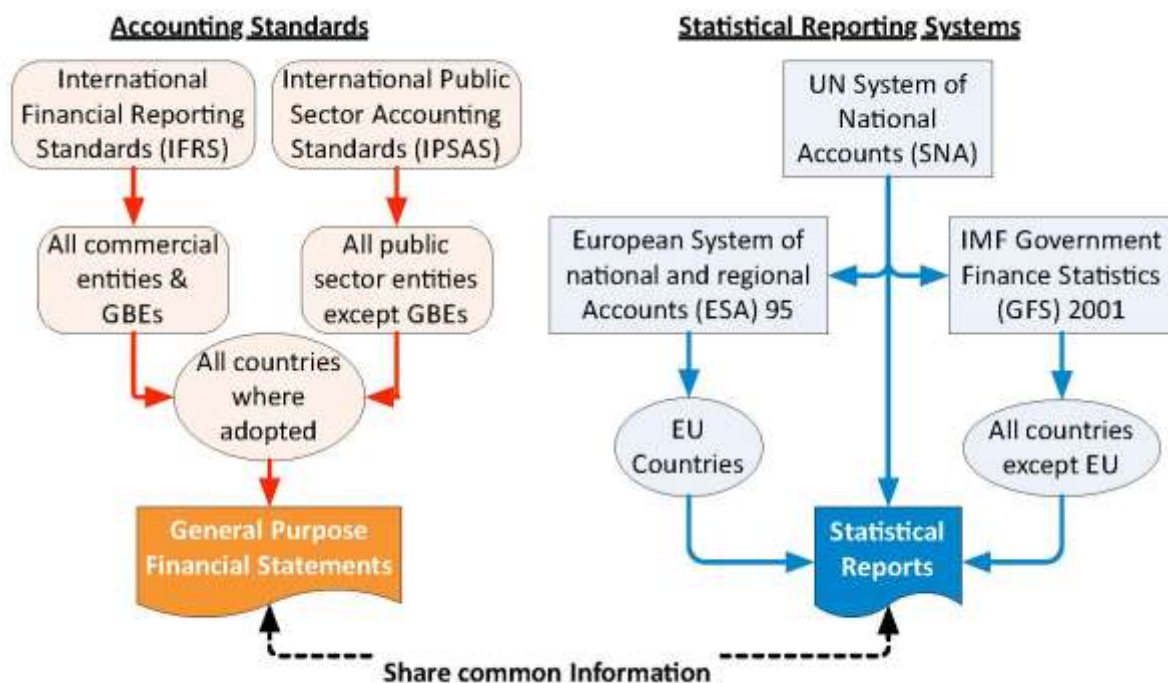 Accounting Standards
International
Financial Reporting
Standards (IFRS)
International Public
Sector Accounting
Standards (IPSAS)
All commercial
entities &
GBEs
All public
sector entities
except GBEs
All countries
where
adopted
General Purpose
Financial Statements
Statistical Reporting Systems
UN System of
National
Accounts (SNA)
European System of
national and regional
Accounts (ESA) 95
IMF Government
Finance Statistics
(GFS) 2001
EU
Countries
All countries
except EU
Statistical
Reports
Share common Information